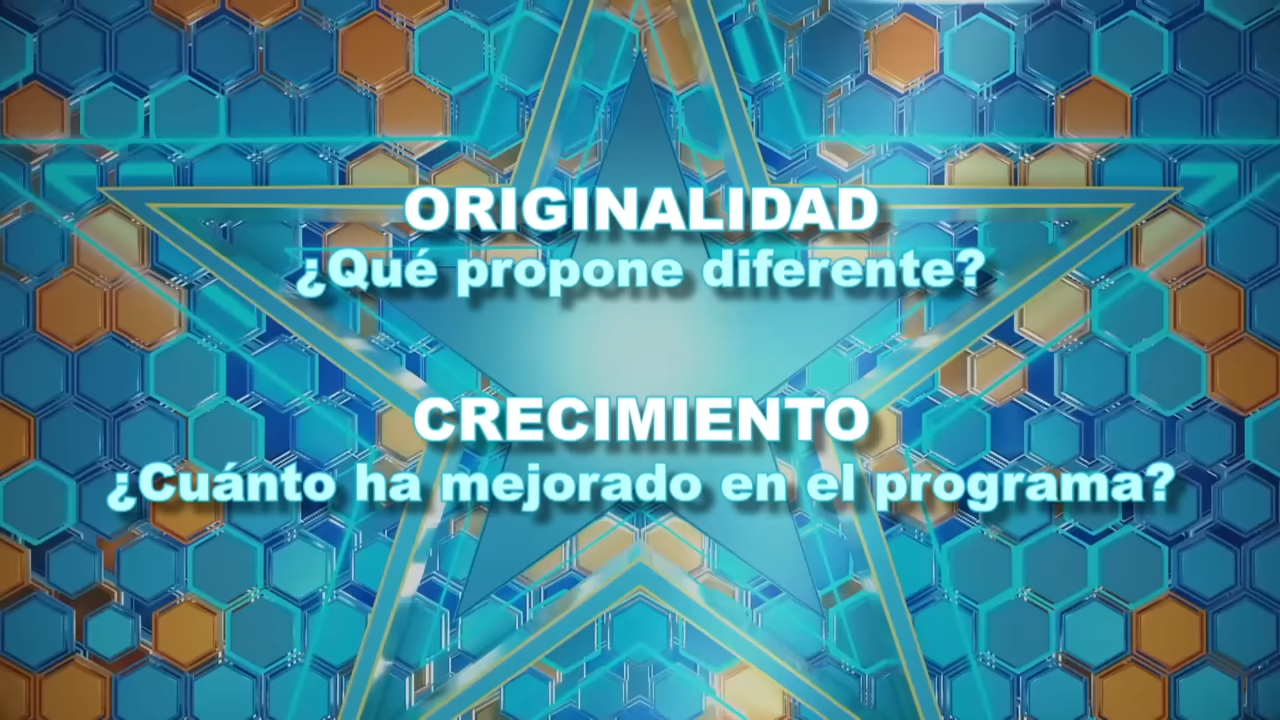 ORIGINALIDAD
¿Qué propone diferente?
CRECIMIENTO
¿Cuánto ha mejorado en el programa?